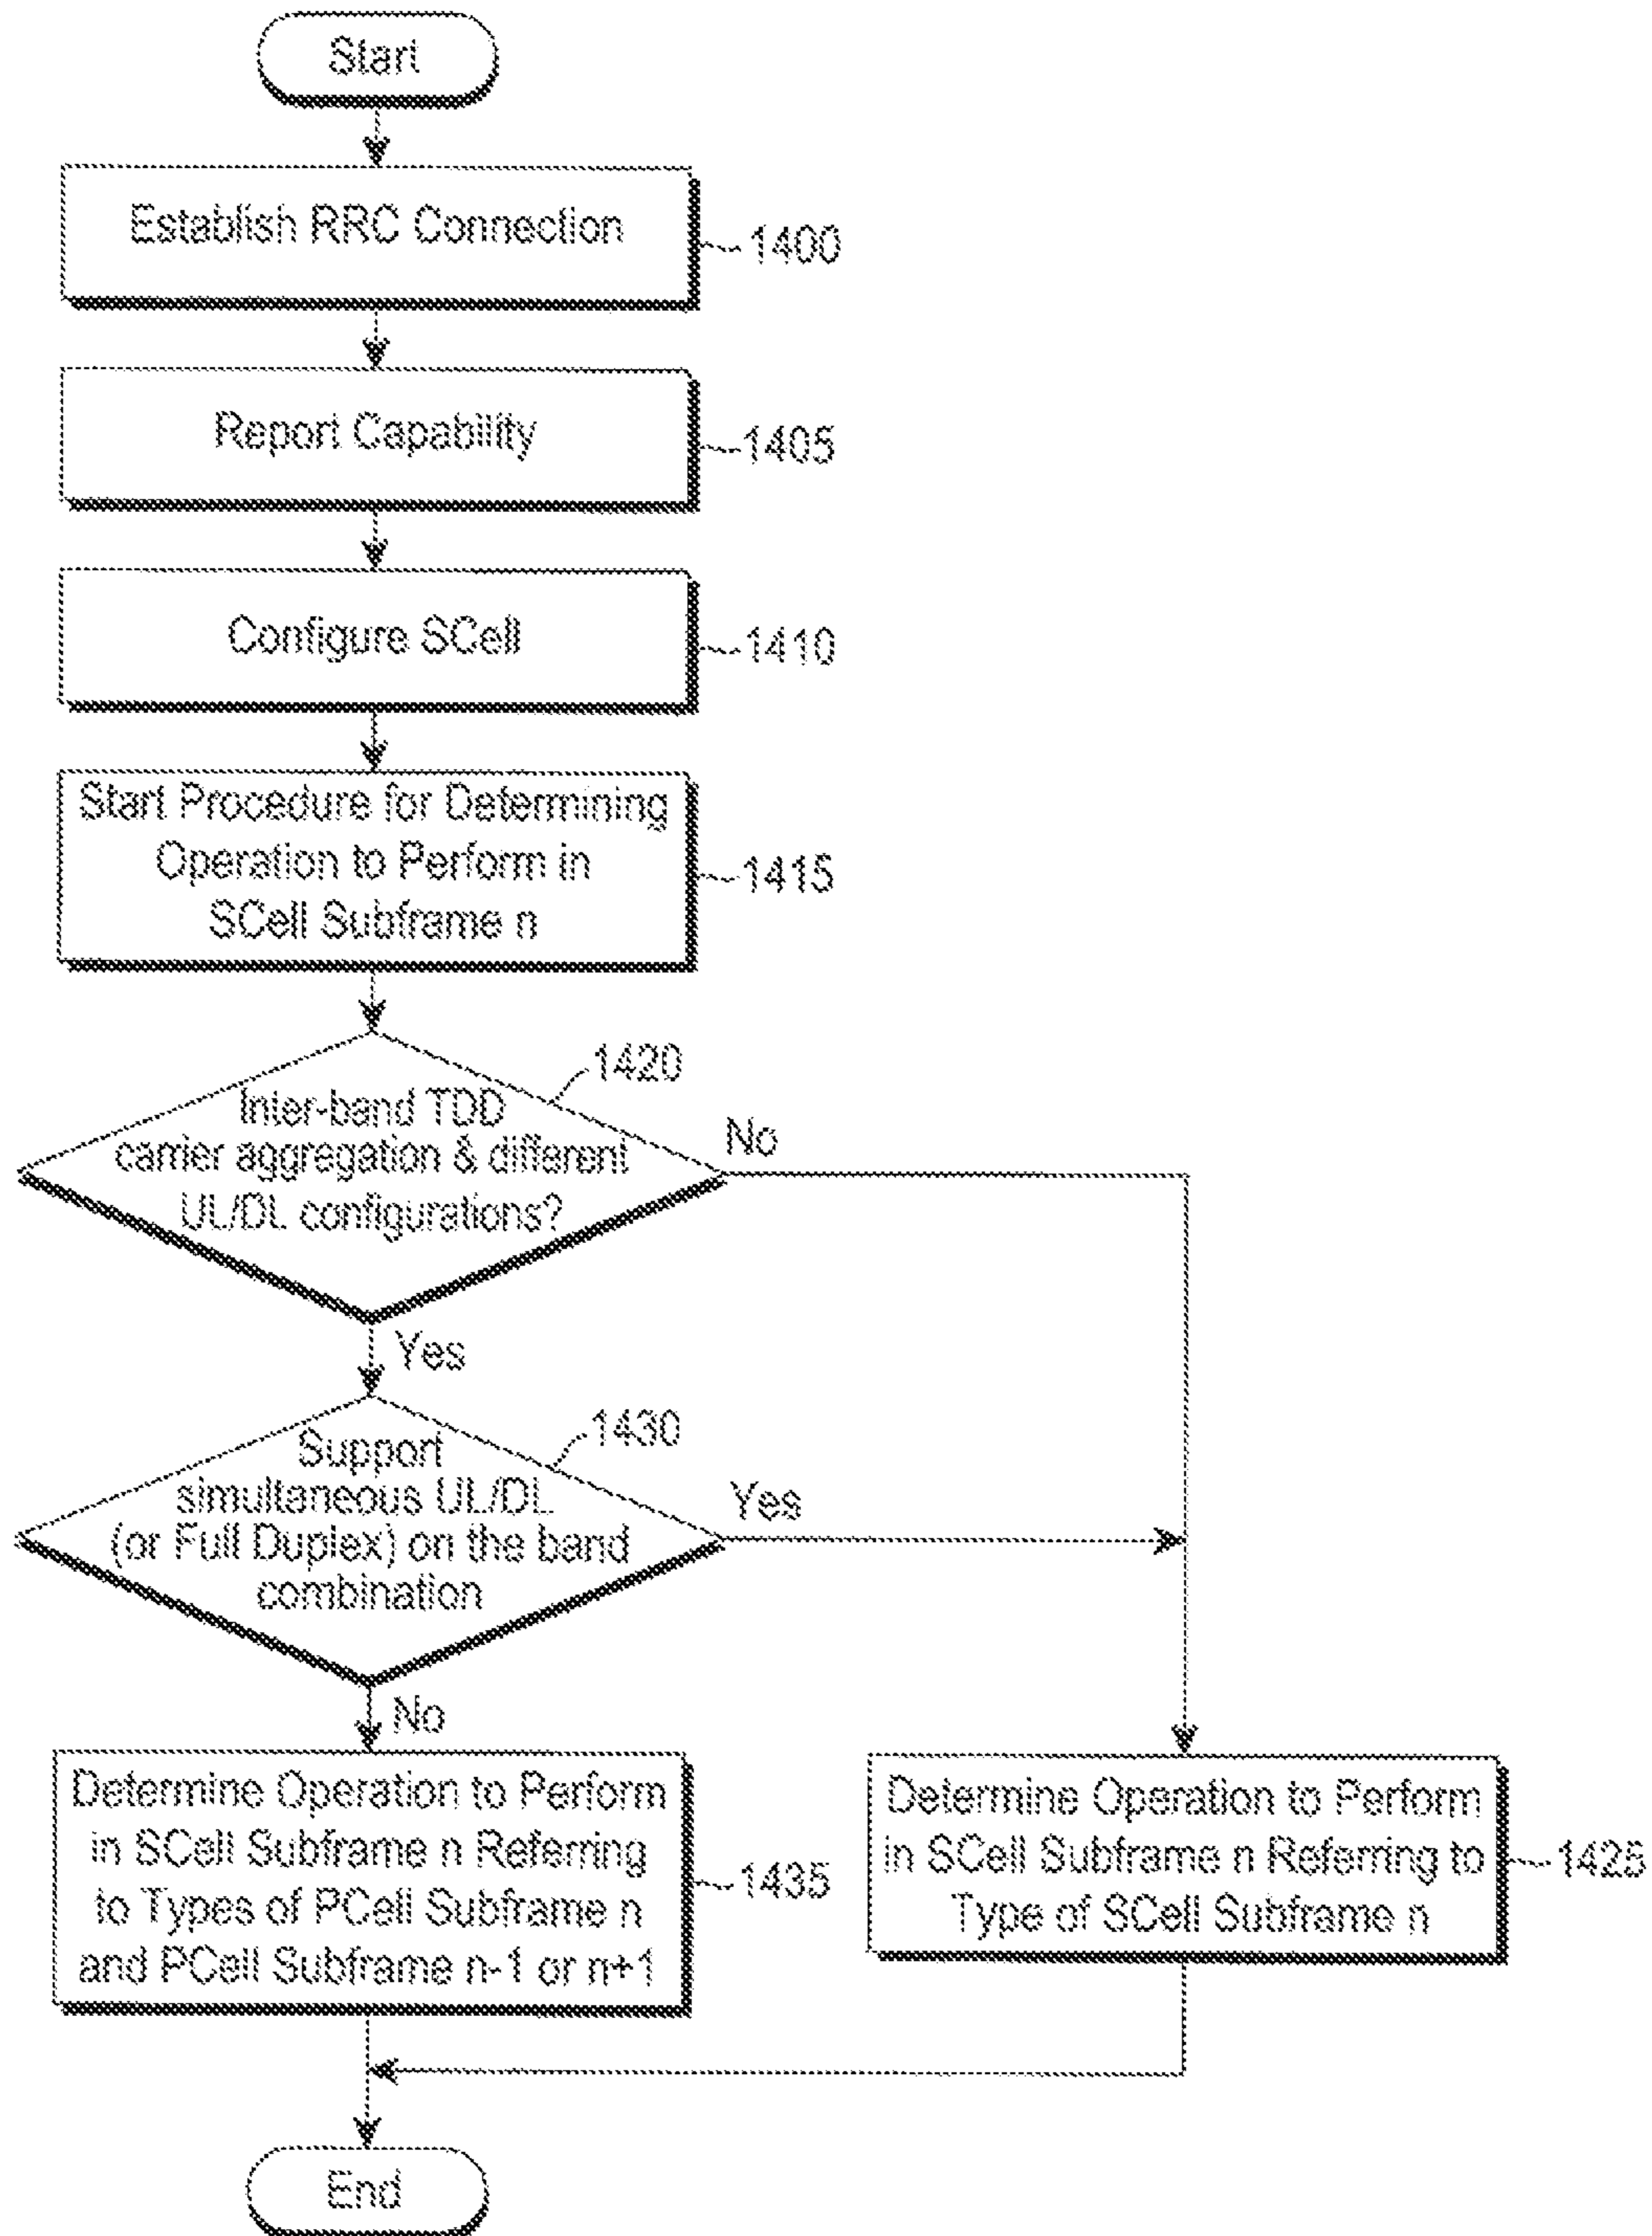 Start
Establish RRC Connection
1400
Report Capability
1405
Configure SCell
1410
Start Procedure for Determining
Operation to Perform in
SCell Subframe n
1415
1420
Inter-band TDD
carrier aggregation & different
UL/DL configurations?
No
Yes
1430
Support
simultaneous UL/DL
(or Full Duplex) on the band
combination
Yes
No
Determine Operation to Perform
in SCell Subframe n Referring
to Types of PCell Subframe n
and PCell Subframe n-1 or n+1
1435
Determine Operation to Perform
in SCell Subframe n Referring to
Type of SCell Subframe n
1425
End